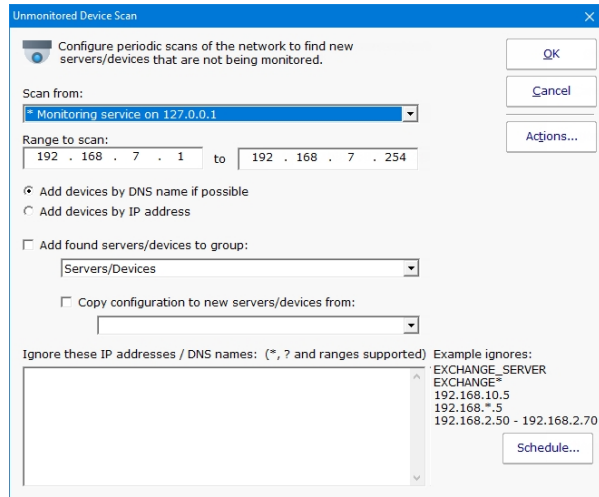 Unmonitored Device Scan
Configure periodic scans of the network to find new
servers/devices that are not being monitored.
OK
Cancel
Actions...
Scan from:
* Monitoring service on 127.0.0.1
Range to scan:
192 . 168 . 7 . 1 to 192 . 168 . 7 . 254
Add devices by DNS name if possible
Add devices by IP address
Add found servers/devices to group:
Servers/Devices
Copy configuration to new servers/devices from:
Ignore these IP addresses / DNS names: (*, ? and ranges supported)
Example ignores:
EXCHANGE_SERVER
EXCHANGE*
192.168.10.5
192.168.*.5
192.168.2.50 - 192.168.2.70
Schedule...